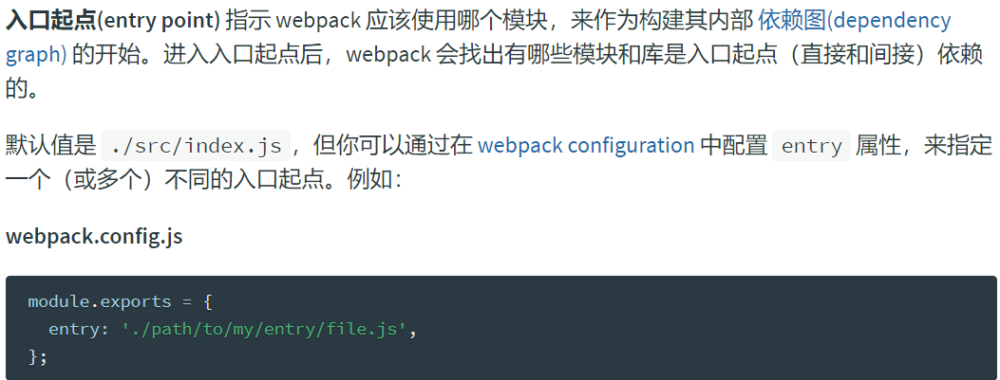 入口起点(entry point) 指示 webpack 应该使用哪个模块，来作为构建其内部 依赖图(dependency
graph) 的开始。进入入口起点后，webpack 会找出有哪些模块和库是入口起点（直接和间接）依赖
的。
默认值是 ./src/index.js ，但你可以通过在 webpack configuration 中配置 entry 属性，来指定
一个（或多个）不同的入口起点。例如：
webpack.config.js
module.exports = {
  entry: './path/to/my/entry/file.js',
};